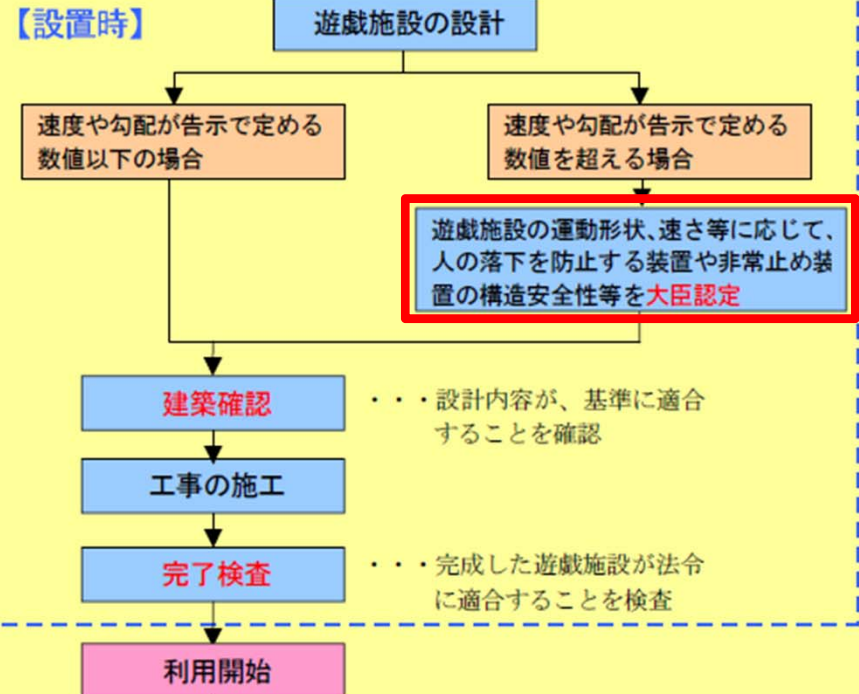 【設置時】
遊戯施設の設計
速度や勾配が告示で定める
数値以下の場合
速度や勾配が告示で定める
数値を超える場合
遊戯施設の運動形状、速さ等に応じて、
人の落下を防止する装置や非常止め装
置の構造安全性等を大臣認定
建築確認
・・・設計内容が、基準に適合
することを確認
工事の施工
完了検査
・・・完成した遊戯施設が法令
に適合することを検査
利用開始